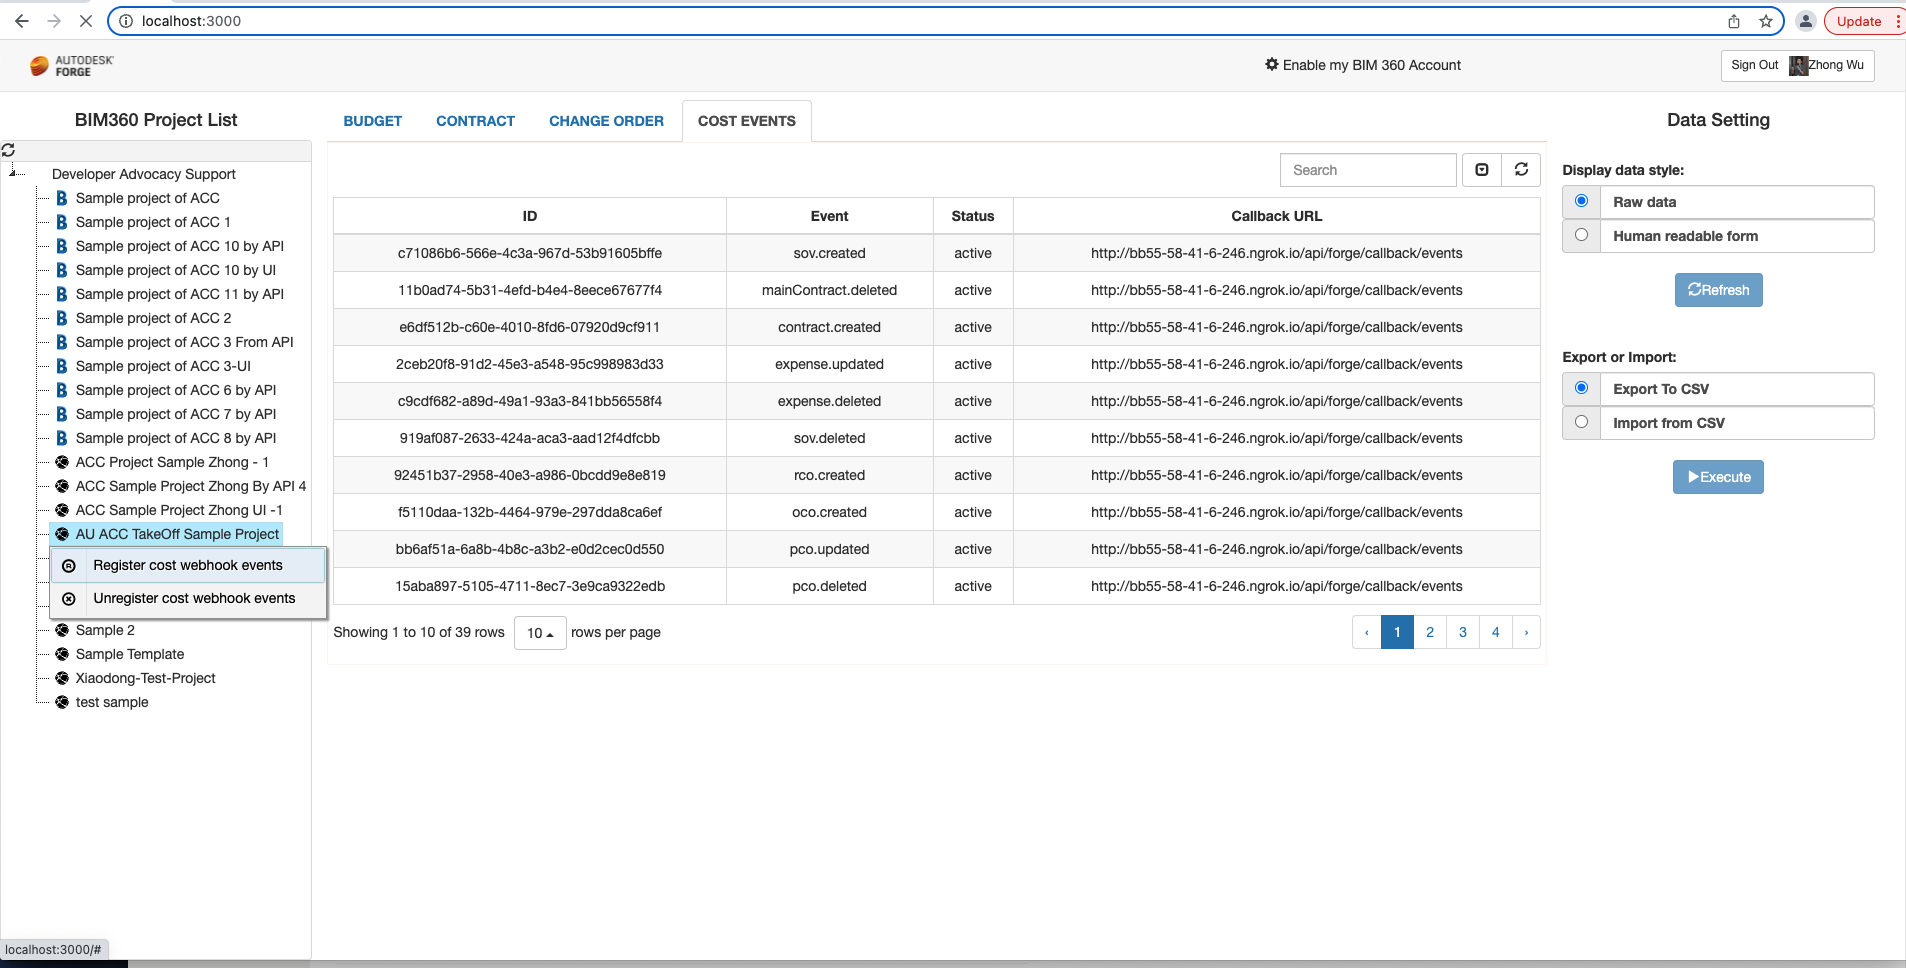 localhost:3000
Update
AUTODESK
FORGE
Enable my BIM 360 Account
Sign Out Zhong Wu
BIM360 Project List
Developer Advocacy Support
Sample project of ACC
Sample project of ACC 1
Sample project of ACC 10 by API
Sample project of ACC 10 by UI
Sample project of ACC 11 by API
Sample project of ACC 2
Sample project of ACC 3 From API
Sample project of ACC 3-UI
Sample project of ACC 6 by API
Sample project of ACC 7 by API
Sample project of ACC 8 by API
ACC Project Sample Zhong - 1
ACC Sample Project Zhong By API 4
ACC Sample Project Zhong UI -1
AU ACC TakeOff Sample Project
Register cost webhook events
Unregister cost webhook events
Sample 2
Sample Template
Xiaodong-Test-Project
test sample
BUDGET CONTRACT CHANGE ORDER COST EVENTS
Search
ID Event Status Callback URL
c71086b6-566e-4c3a-967d-53b91605bffe sov.created active http://bb55-58-41-6-246.ngrok.io/api/forge/callback/events
11b0ad74-5b31-4efd-b4e4-8eece67677f4 mainContract.deleted active http://bb55-58-41-6-246.ngrok.io/api/forge/callback/events
e6df512b-c60e-4010-8fd6-07920d9cf911 contract.created active http://bb55-58-41-6-246.ngrok.io/api/forge/callback/events
2ceb20f8-91d2-45e3-a548-95c998983d33 expense.updated active http://bb55-58-41-6-246.ngrok.io/api/forge/callback/events
c9cdf682-a89d-49a1-93a3-841bb56558f4 expense.deleted active http://bb55-58-41-6-246.ngrok.io/api/forge/callback/events
919af087-2633-424a-aca3-aad12f4dfcbb sov.deleted active http://bb55-58-41-6-246.ngrok.io/api/forge/callback/events
92451b37-2958-40e3-a986-0bcdd9e8e819 rco.created active http://bb55-58-41-6-246.ngrok.io/api/forge/callback/events
f5110daa-132b-4464-979e-297dda8ca6ef oco.created active http://bb55-58-41-6-246.ngrok.io/api/forge/callback/events
bb6af51a-6a8b-4b8c-a3b2-e0d2cec0d550 pco.updated active http://bb55-58-41-6-246.ngrok.io/api/forge/callback/events
15aba897-5105-4711-8ec7-3e9ca9322edb pco.deleted active http://bb55-58-41-6-246.ngrok.io/api/forge/callback/events
Showing 1 to 10 of 39 rows 10 rows per page
‹ 1 2 3 4 ›
Data Setting
Display data style:
Raw data
Human readable form
Refresh
Export or Import:
Export To CSV
Import from CSV
Execute
localhost:3000/#